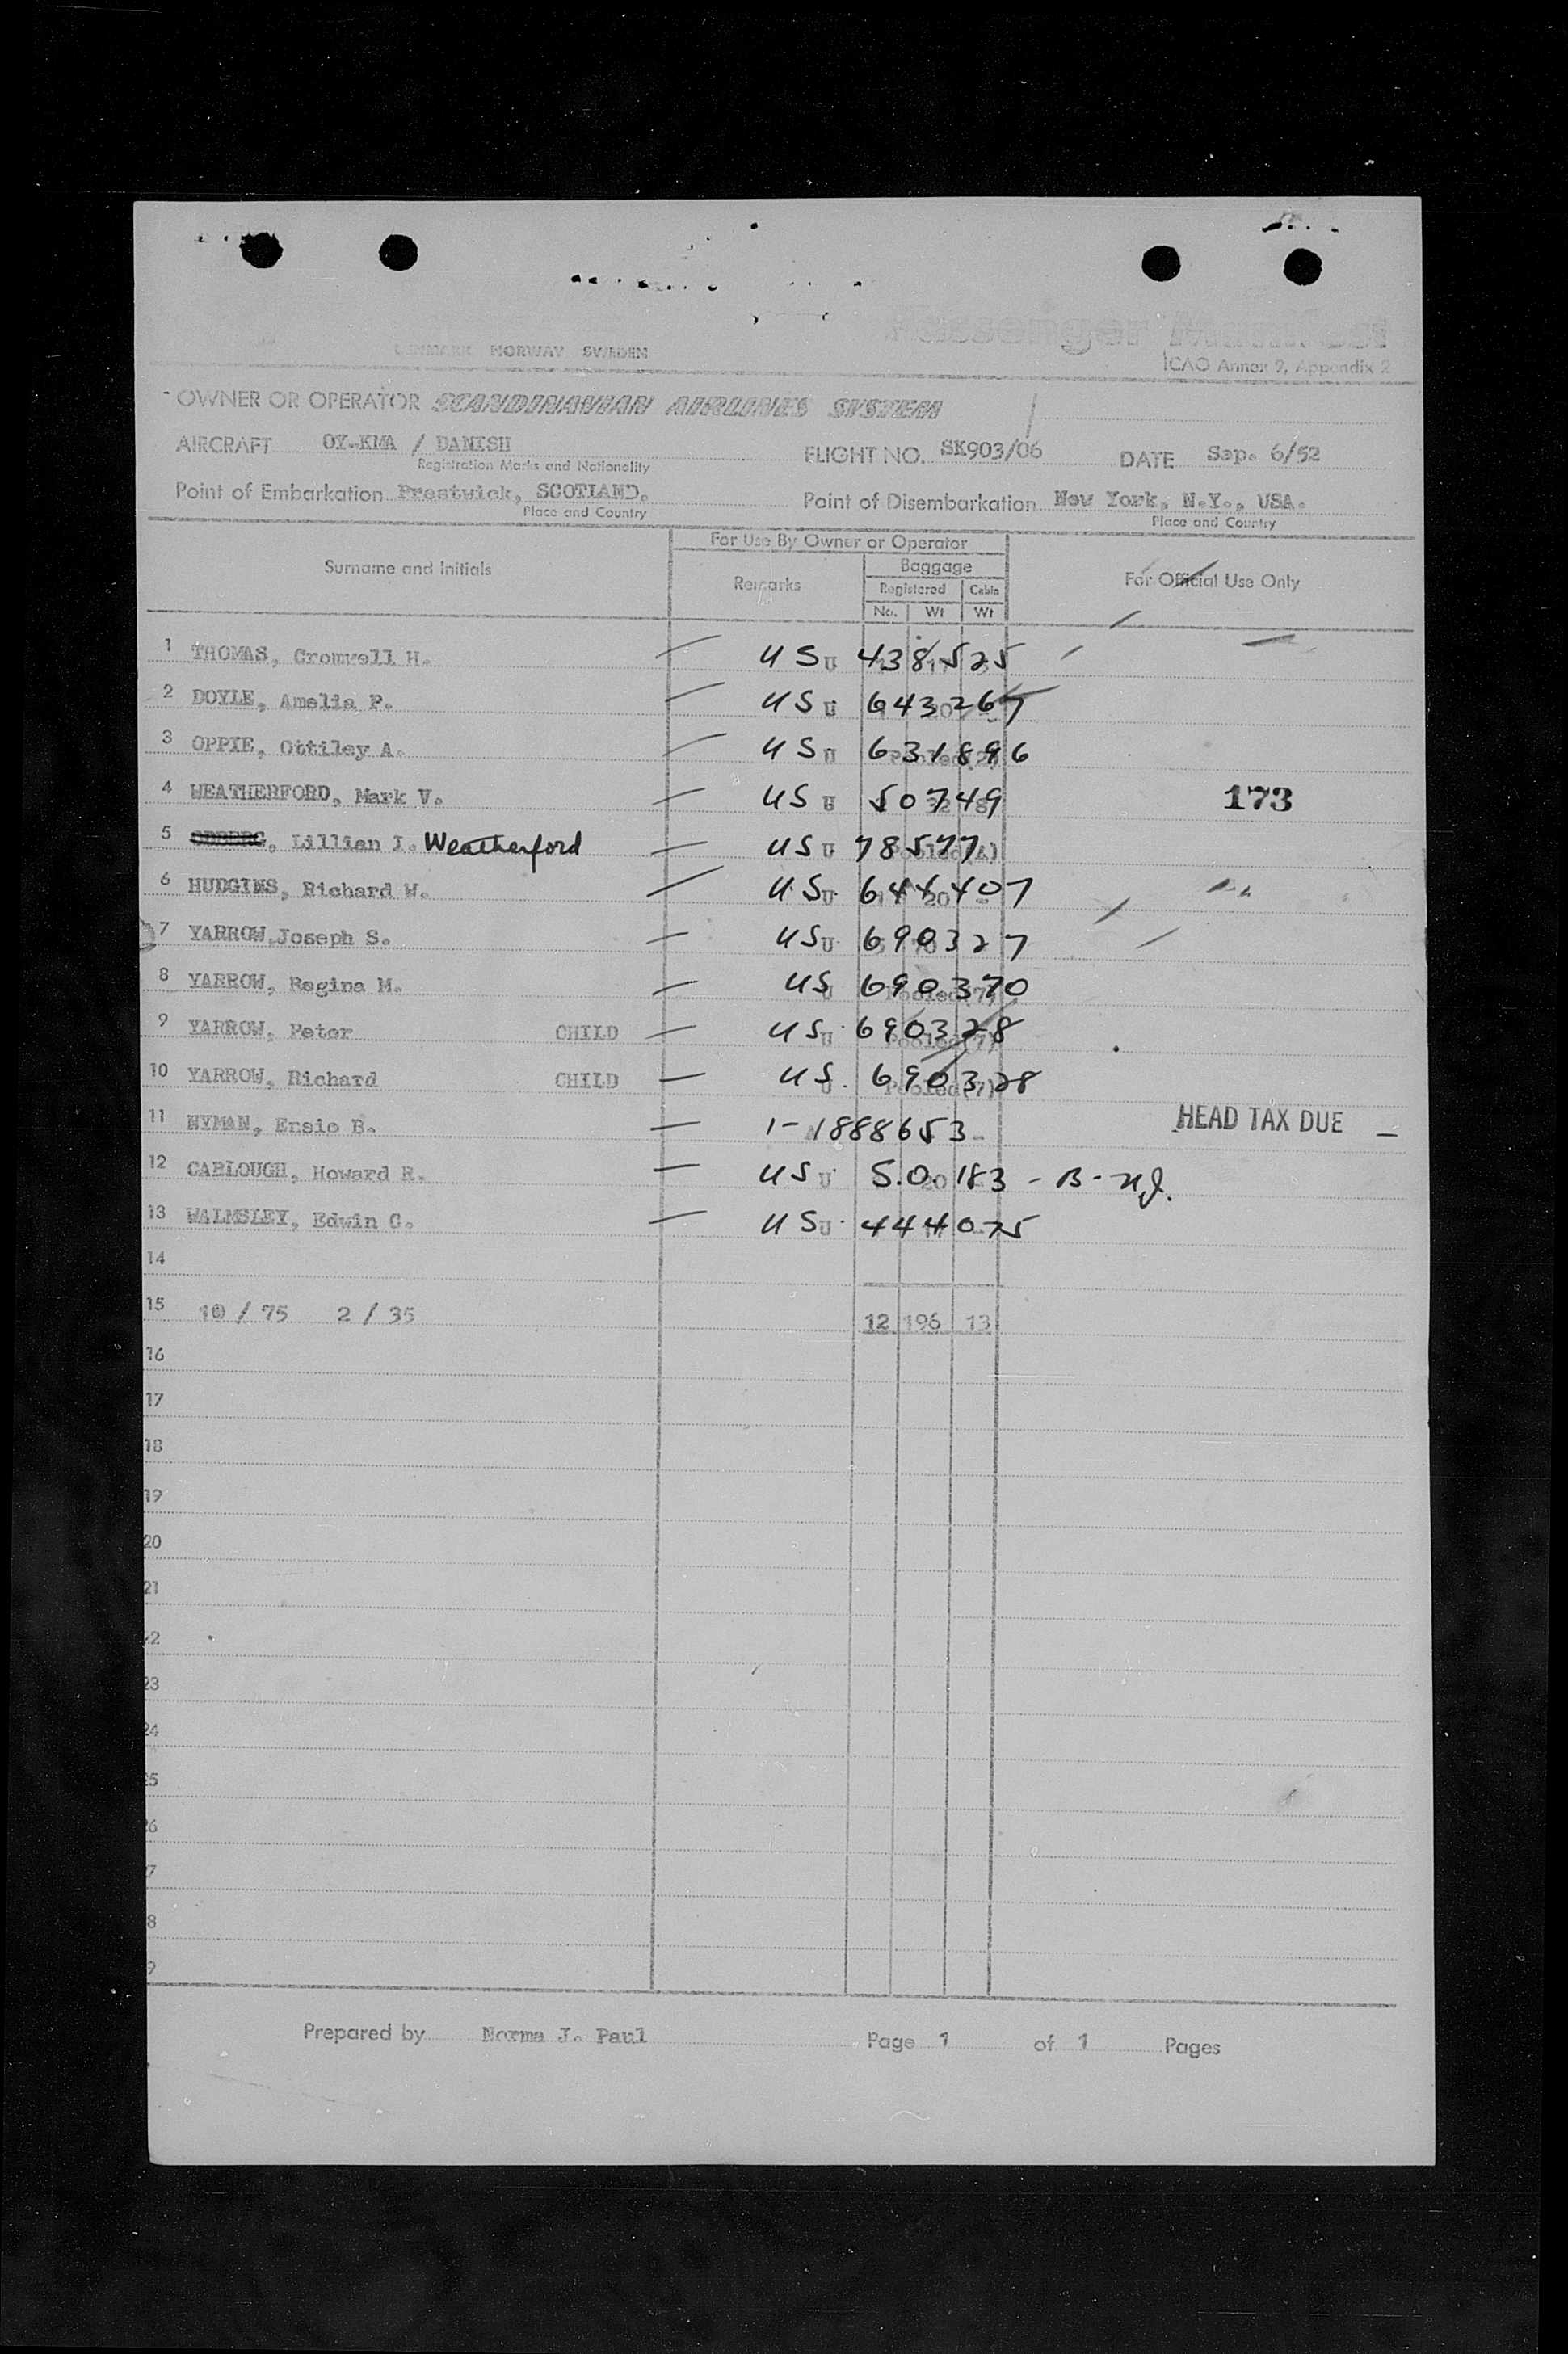 DENMARK NORWAY SWEDEN
Passenger Manifest
ICAO Annex 9, Appendix 2
OWNER OR OPERATOR SCANDINAVIAN AIRLINES SYSTEM
AIRCRAFT OY-KMA / DANISH FLIGHT NO. SK903/06 DATE Sep. 6/52
Registration Marks and Nationality
Point of Embarkation Prestwick, SCOTLAND. Point of Disembarkation New York, N.Y., USA.
Place and Country Place and Country
For Use By Owner or Operator
Surname and Initials Remarks Baggage For Official Use Only
Registered Cabin
No. Wt Wt
1 THOMAS, Cromwell H. — US U 438525
2 DOYLE, Amelia P. — US U 643267
3 OPPIE, Ottiley A. — US U 631896
4 WEATHERFORD, Mark V. — US U 50749 173
5 , Lillian J. Weatherford — US U 78577
6 HUDGINS, Richard W. — US U 644407
7 YARROW, Joseph S. — US U 690327
8 YARROW, Regina M. — US U 690370
9 YARROW, Peter CHILD — US U 690328
10 YARROW, Richard CHILD — US U 690328
11 NYMAN, Ensio B. — 1-1888653 HEAD TAX DUE —
12 CARLOUGH, Howard R. — US U S.O. 183 - B - NJ.
13 WALMSLEY, Edwin C. — US U 444075
14
15 10 / 75 2 / 35 12 196 13
16
17
18
19
20
21
22
23
24
25
26
27
28
29
Prepared by Norma J. Paul Page 1 of 1 Pages